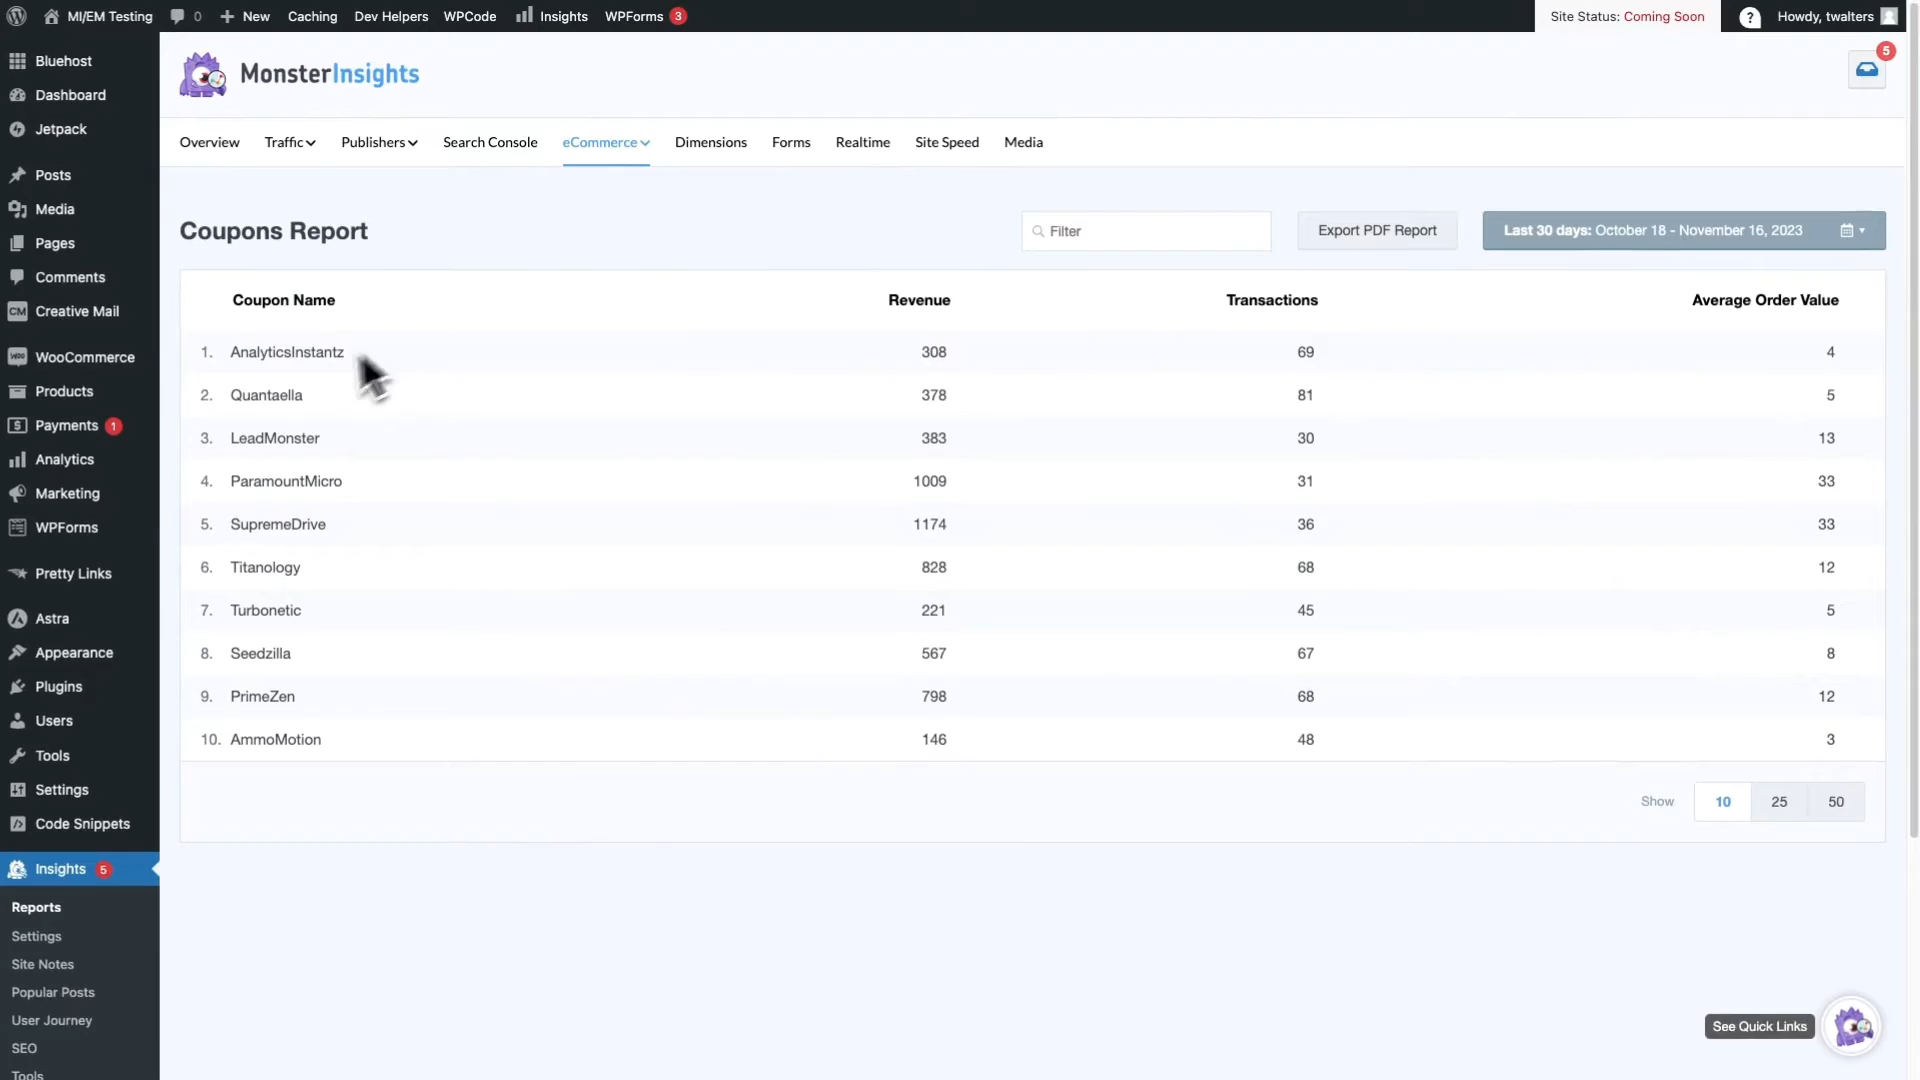 MI/EM Testing 0 New Caching Dev Helpers WPCode Insights WPForms 3 Site Status: Coming Soon ? Howdy, twalters
Bluehost
Dashboard
Jetpack
Posts
Media
Pages
Comments
CM Creative Mail
Woo WooCommerce
Products
Payments 1
Analytics
Marketing
WPForms
Pretty Links
Astra
Appearance
Plugins
Users
Tools
Settings
Code Snippets
Insights 5
Reports
Settings
Site Notes
Popular Posts
User Journey
SEO
Tools
MonsterInsights
5
Overview Traffic Publishers Search Console eCommerce Dimensions Forms Realtime Site Speed Media
Coupons Report Filter Export PDF Report Last 30 days: October 18 - November 16, 2023
Coupon Name Revenue Transactions Average Order Value
1. AnalyticsInstantz 308 69 4
2. Quantaella 378 81 5
3. LeadMonster 383 30 13
4. ParamountMicro 1009 31 33
5. SupremeDrive 1174 36 33
6. Titanology 828 68 12
7. Turbonetic 221 45 5
8. Seedzilla 567 67 8
9. PrimeZen 798 68 12
10. AmmoMotion 146 48 3
Show 10 25 50
See Quick Links